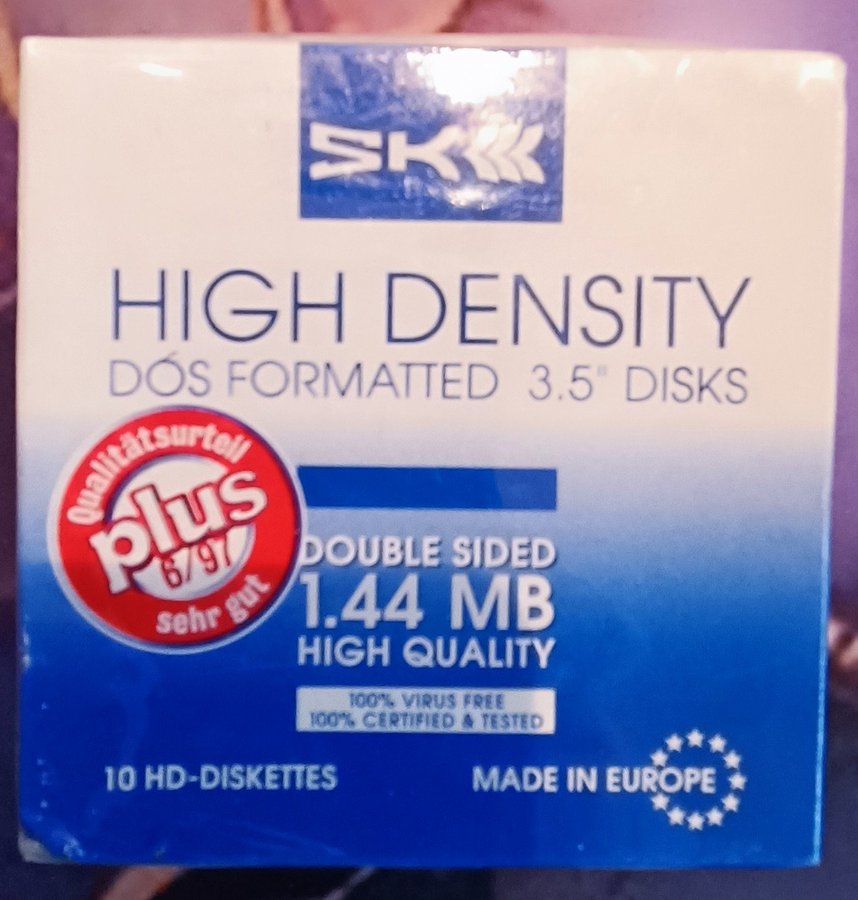 SK
HIGH DENSITY
DÓS FORMATTED 3.5" DISKS
Qualitätsurteil
plus
6/97
sehr gut
DOUBLE SIDED
1.44 MB
HIGH QUALITY
100% VIRUS FREE
100% CERTIFIED & TESTED
10 HD-DISKETTES
MADE IN EUROPE